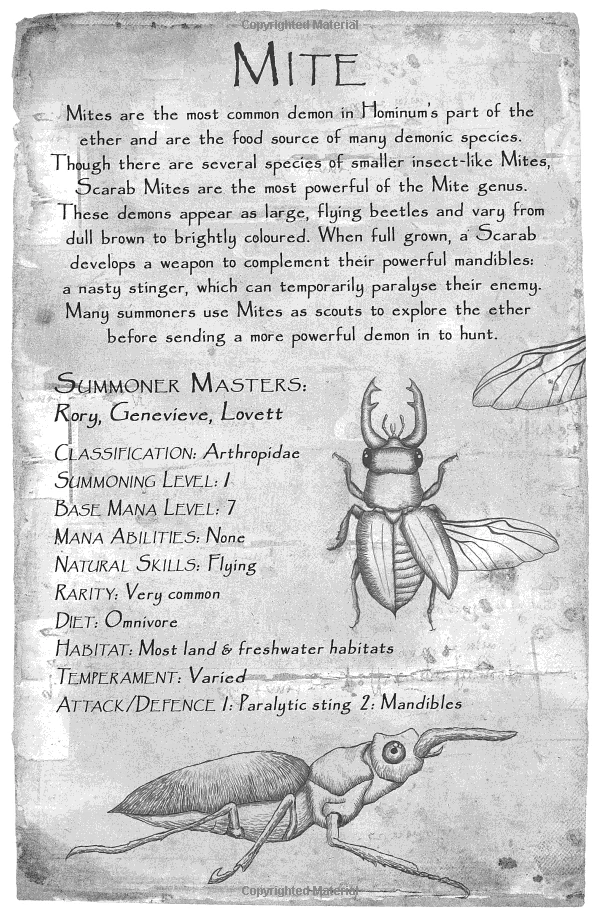 Copyrighted Material
MITE
Mites are the most common demon in Hominum's part of the
ether and are the food source of many demonic species.
Though there are several species of smaller insect-like Mites,
Scarab Mites are the most powerful of the Mite genus.
These demons appear as large, flying beetles and vary from
dull brown to brightly coloured. When full grown, a Scarab
develops a weapon to complement their powerful mandibles:
a nasty stinger, which can temporarily paralyse their enemy.
Many summoners use Mites as scouts to explore the ether
before sending a more powerful demon in to hunt.
SUMMONER MASTERS:
Rory, Genevieve, Lovett
CLASSIFICATION: Arthropidae
SUMMONING LEVEL: 1
BASE MANA LEVEL: 7
MANA ABILITIES: None
NATURAL SKILLS: Flying
RARITY: Very common
DIET: Omnivore
HABITAT: Most land & freshwater habitats
TEMPERAMENT: Varied
ATTACK/DEFENCE 1: Paralytic sting 2: Mandibles
Copyrighted Material